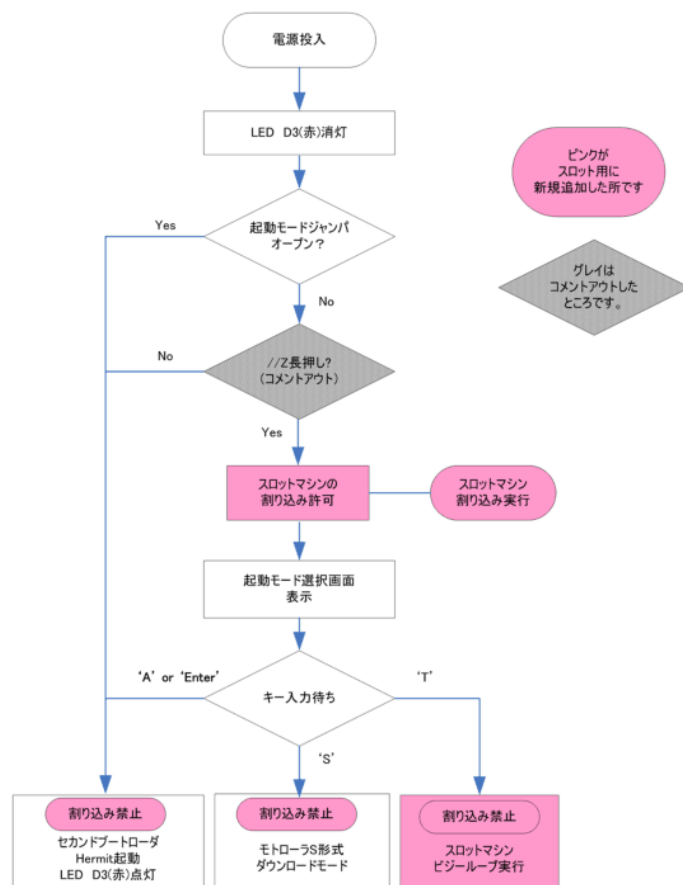 電源投入
LED D3(赤)消灯
ピンクが
スロット用に
新規追加した所です
起動モードジャンパ
オープン？
Yes
No
グレイは
コメントアウトした
ところです。
//Z長押し?
(コメントアウト)
No
Yes
スロットマシンの
割り込み許可
スロットマシン
割り込み実行
起動モード選択画面
表示
キー入力待ち
‘A’ or ‘Enter’
‘T’
‘S’
割り込み禁止
セカンドブートローダ
Hermit起動
LED D3(赤)点灯
割り込み禁止
モトローラS形式
ダウンロードモード
割り込み禁止
スロットマシン
ビジーループ実行